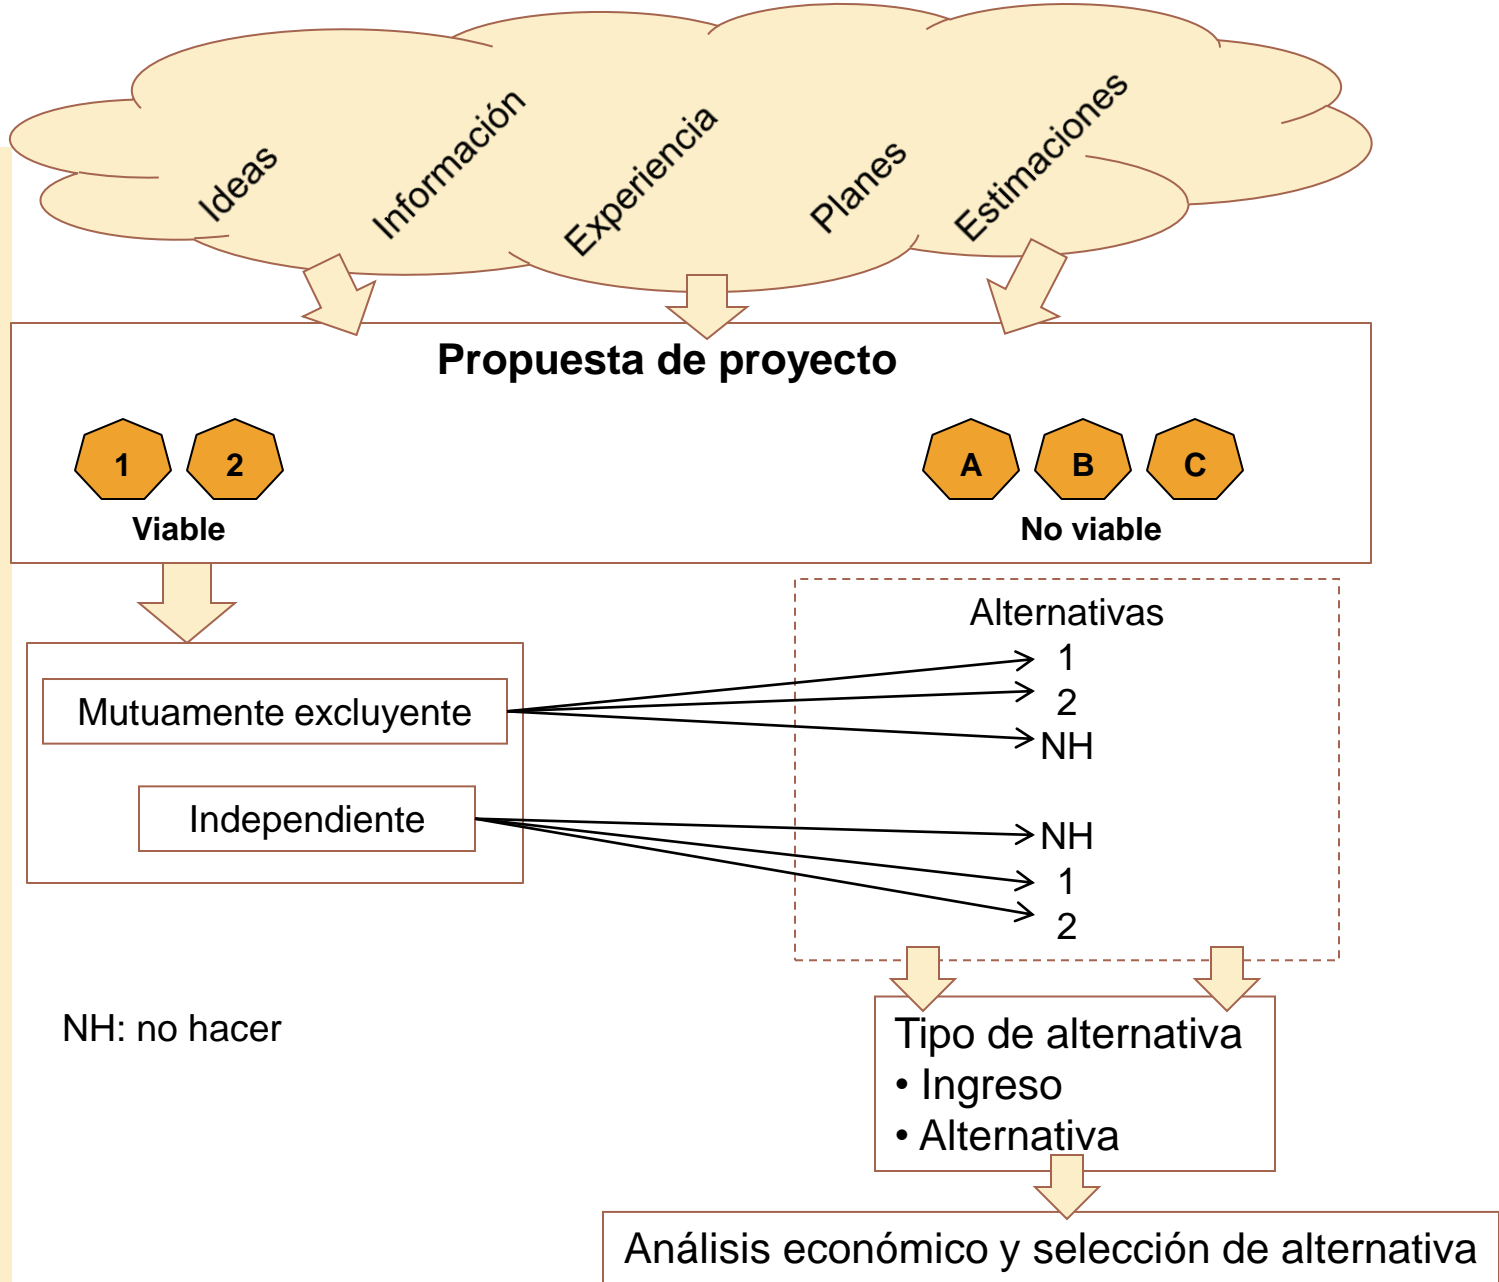 Ideas
Información
Experiencia
Planes
Estimaciones
Propuesta de proyecto
1 2 A B C
Viable No viable
Alternativas
1
Mutuamente excluyente 2
NH
Independiente NH
1
2
NH: no hacer
Tipo de alternativa
• Ingreso
• Alternativa
Análisis económico y selección de alternativa